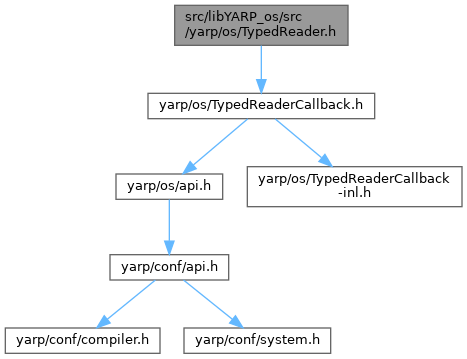 src/libYARP_os/src
/yarp/os/TypedReader.h
yarp/os/TypedReaderCallback.h
yarp/os/api.h
yarp/os/TypedReaderCallback
-inl.h
yarp/conf/api.h
yarp/conf/compiler.h
yarp/conf/system.h